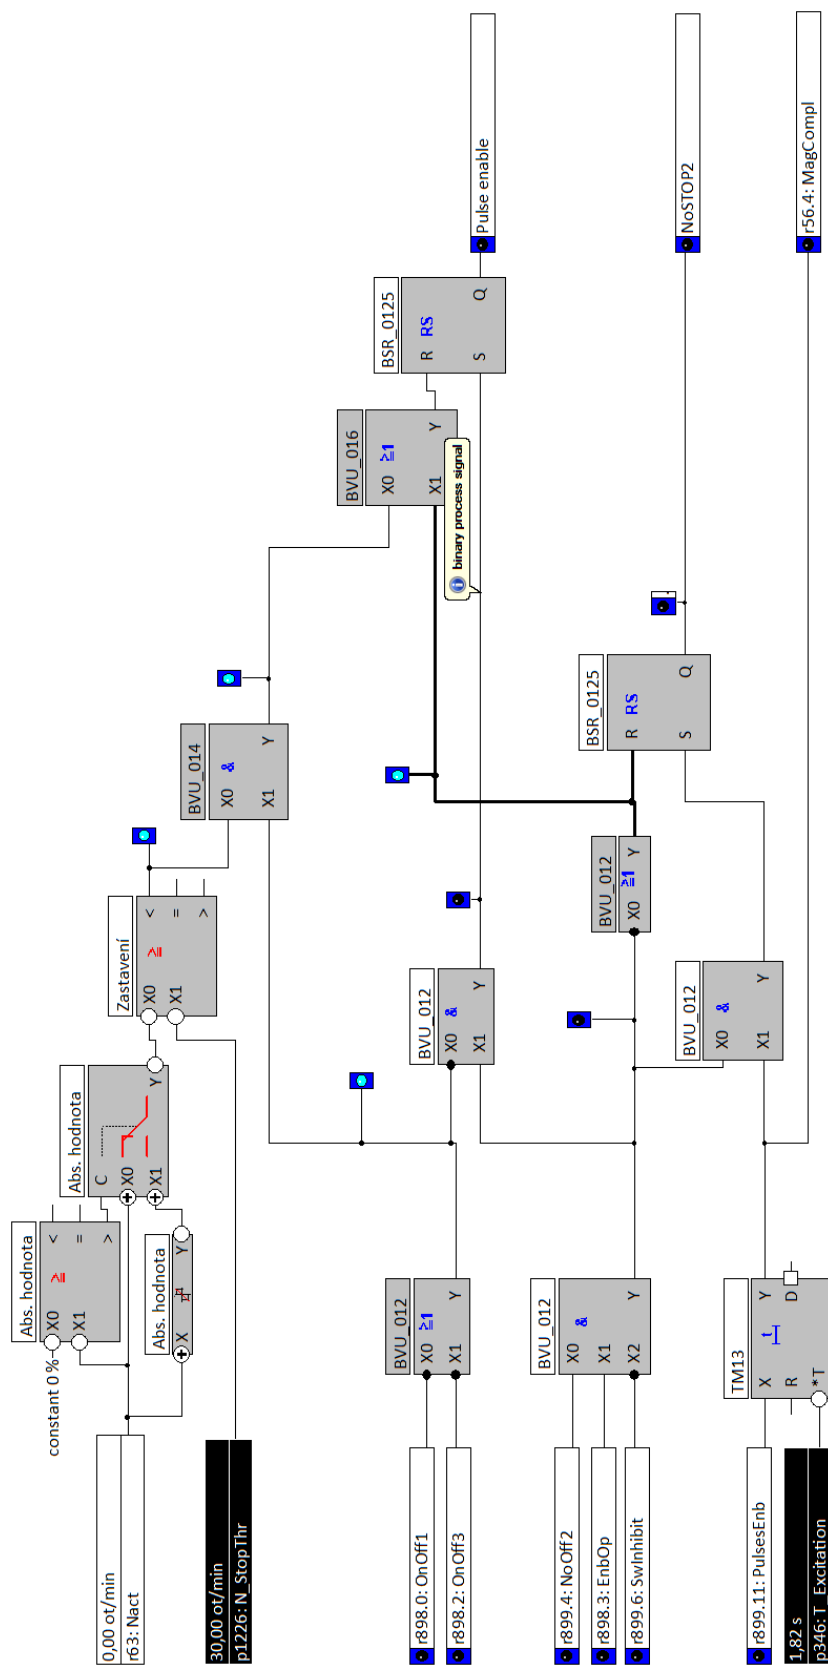 0,00 ot/min
r63: Nact
30,00 ot/min
p1226: N_StopThr
constant 0 %
Abs. hodnota
X0
X1
≥
<
=
>
Abs. hodnota
X
Y
Abs. hodnota
C
X0
X1
Y
Zastavení
X0
X1
≥
<
=
>
BVU_014
X0
X1
&
Y
BVU_016
X0
X1
≥1
Y
BSR_0125
R
S
RS
Q
Pulse enable
binary process signal
r898.0: OnOff1
r898.2: OnOff3
BVU_012
X0
X1
≥1
Y
BVU_012
X0
X1
&
Y
r899.4: NoOff2
r898.3: EnbOp
r899.6: SwInhibit
BVU_012
X0
X1
X2
&
Y
BVU_012
X0
≥1
Y
BSR_0125
R
S
RS
Q
NoSTOP2
BVU_012
X0
X1
&
Y
r899.11: PulsesEnb
1,82 s
p346: T_Excitation
TM13
X
R
*T
t
Y
D
r56.4: MagCompl